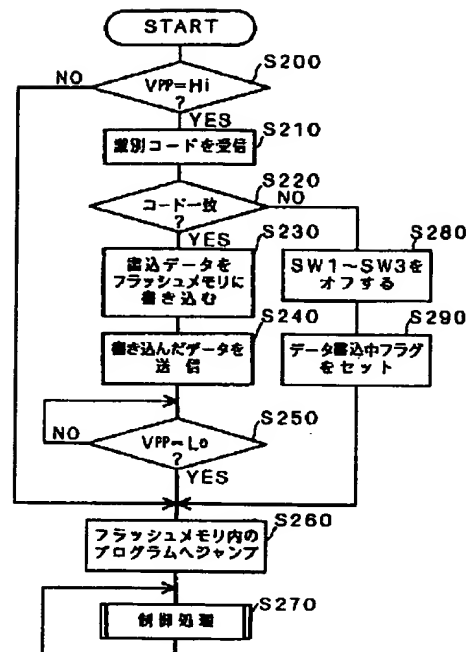 START
S200
NO
VPP=Hi
?
YES
S210
識別コードを受信
S220
コード一致
?
NO
YES
S230
書込データを
フラッシュメモリに
書き込む
S280
SW1~SW3を
オフする
S240
書き込んだデータを
送信
S290
データ書込中フラグ
をセット
S250
NO
VPP=Lo
?
YES
S260
フラッシュメモリ内の
プログラムへジャンプ
S270
制御処理